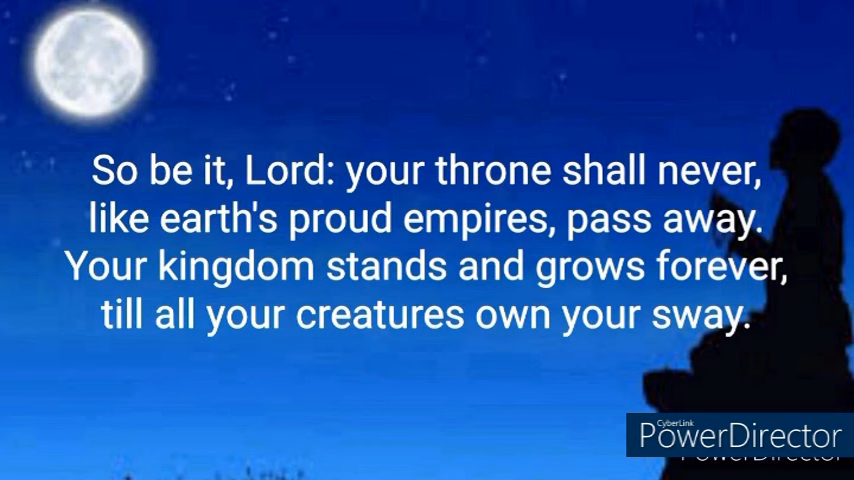 So be it, Lord: your throne shall never,
like earth's proud empires, pass away.
Your kingdom stands and grows forever,
till all your creatures own your sway.
CyberLink
PowerDirector
PowerDirector